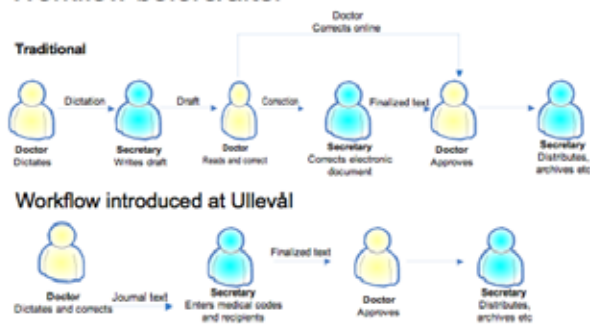 Doctor
Corrects online
Traditional
Dictation
Draft
Correction
Finalized text
Doctor
Dictates
Secretary
Writes draft
Doctor
Reads and correct
Secretary
Corrects electronic
document
Doctor
Approves
Secretary
Distributes,
archives etc
Workflow introduced at Ullevål
Finalized text
Doctor
Dictates and corrects
Journal text
Secretary
Enters medical codes
and recipients
Doctor
Approves
Secretary
Distributes,
archives etc